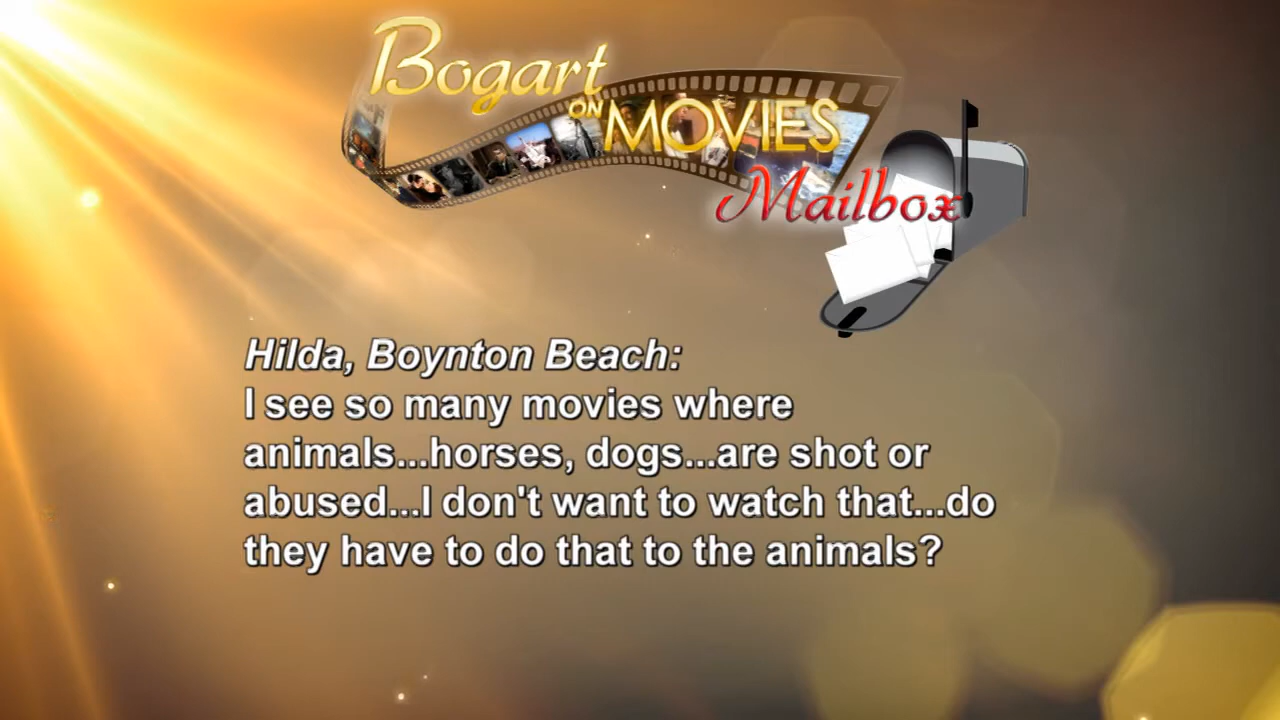 Bogart
ON MOVIES
Mailbox
Hilda, Boynton Beach:
I see so many movies where
animals...horses, dogs...are shot or
abused...I don't want to watch that...do
they have to do that to the animals?